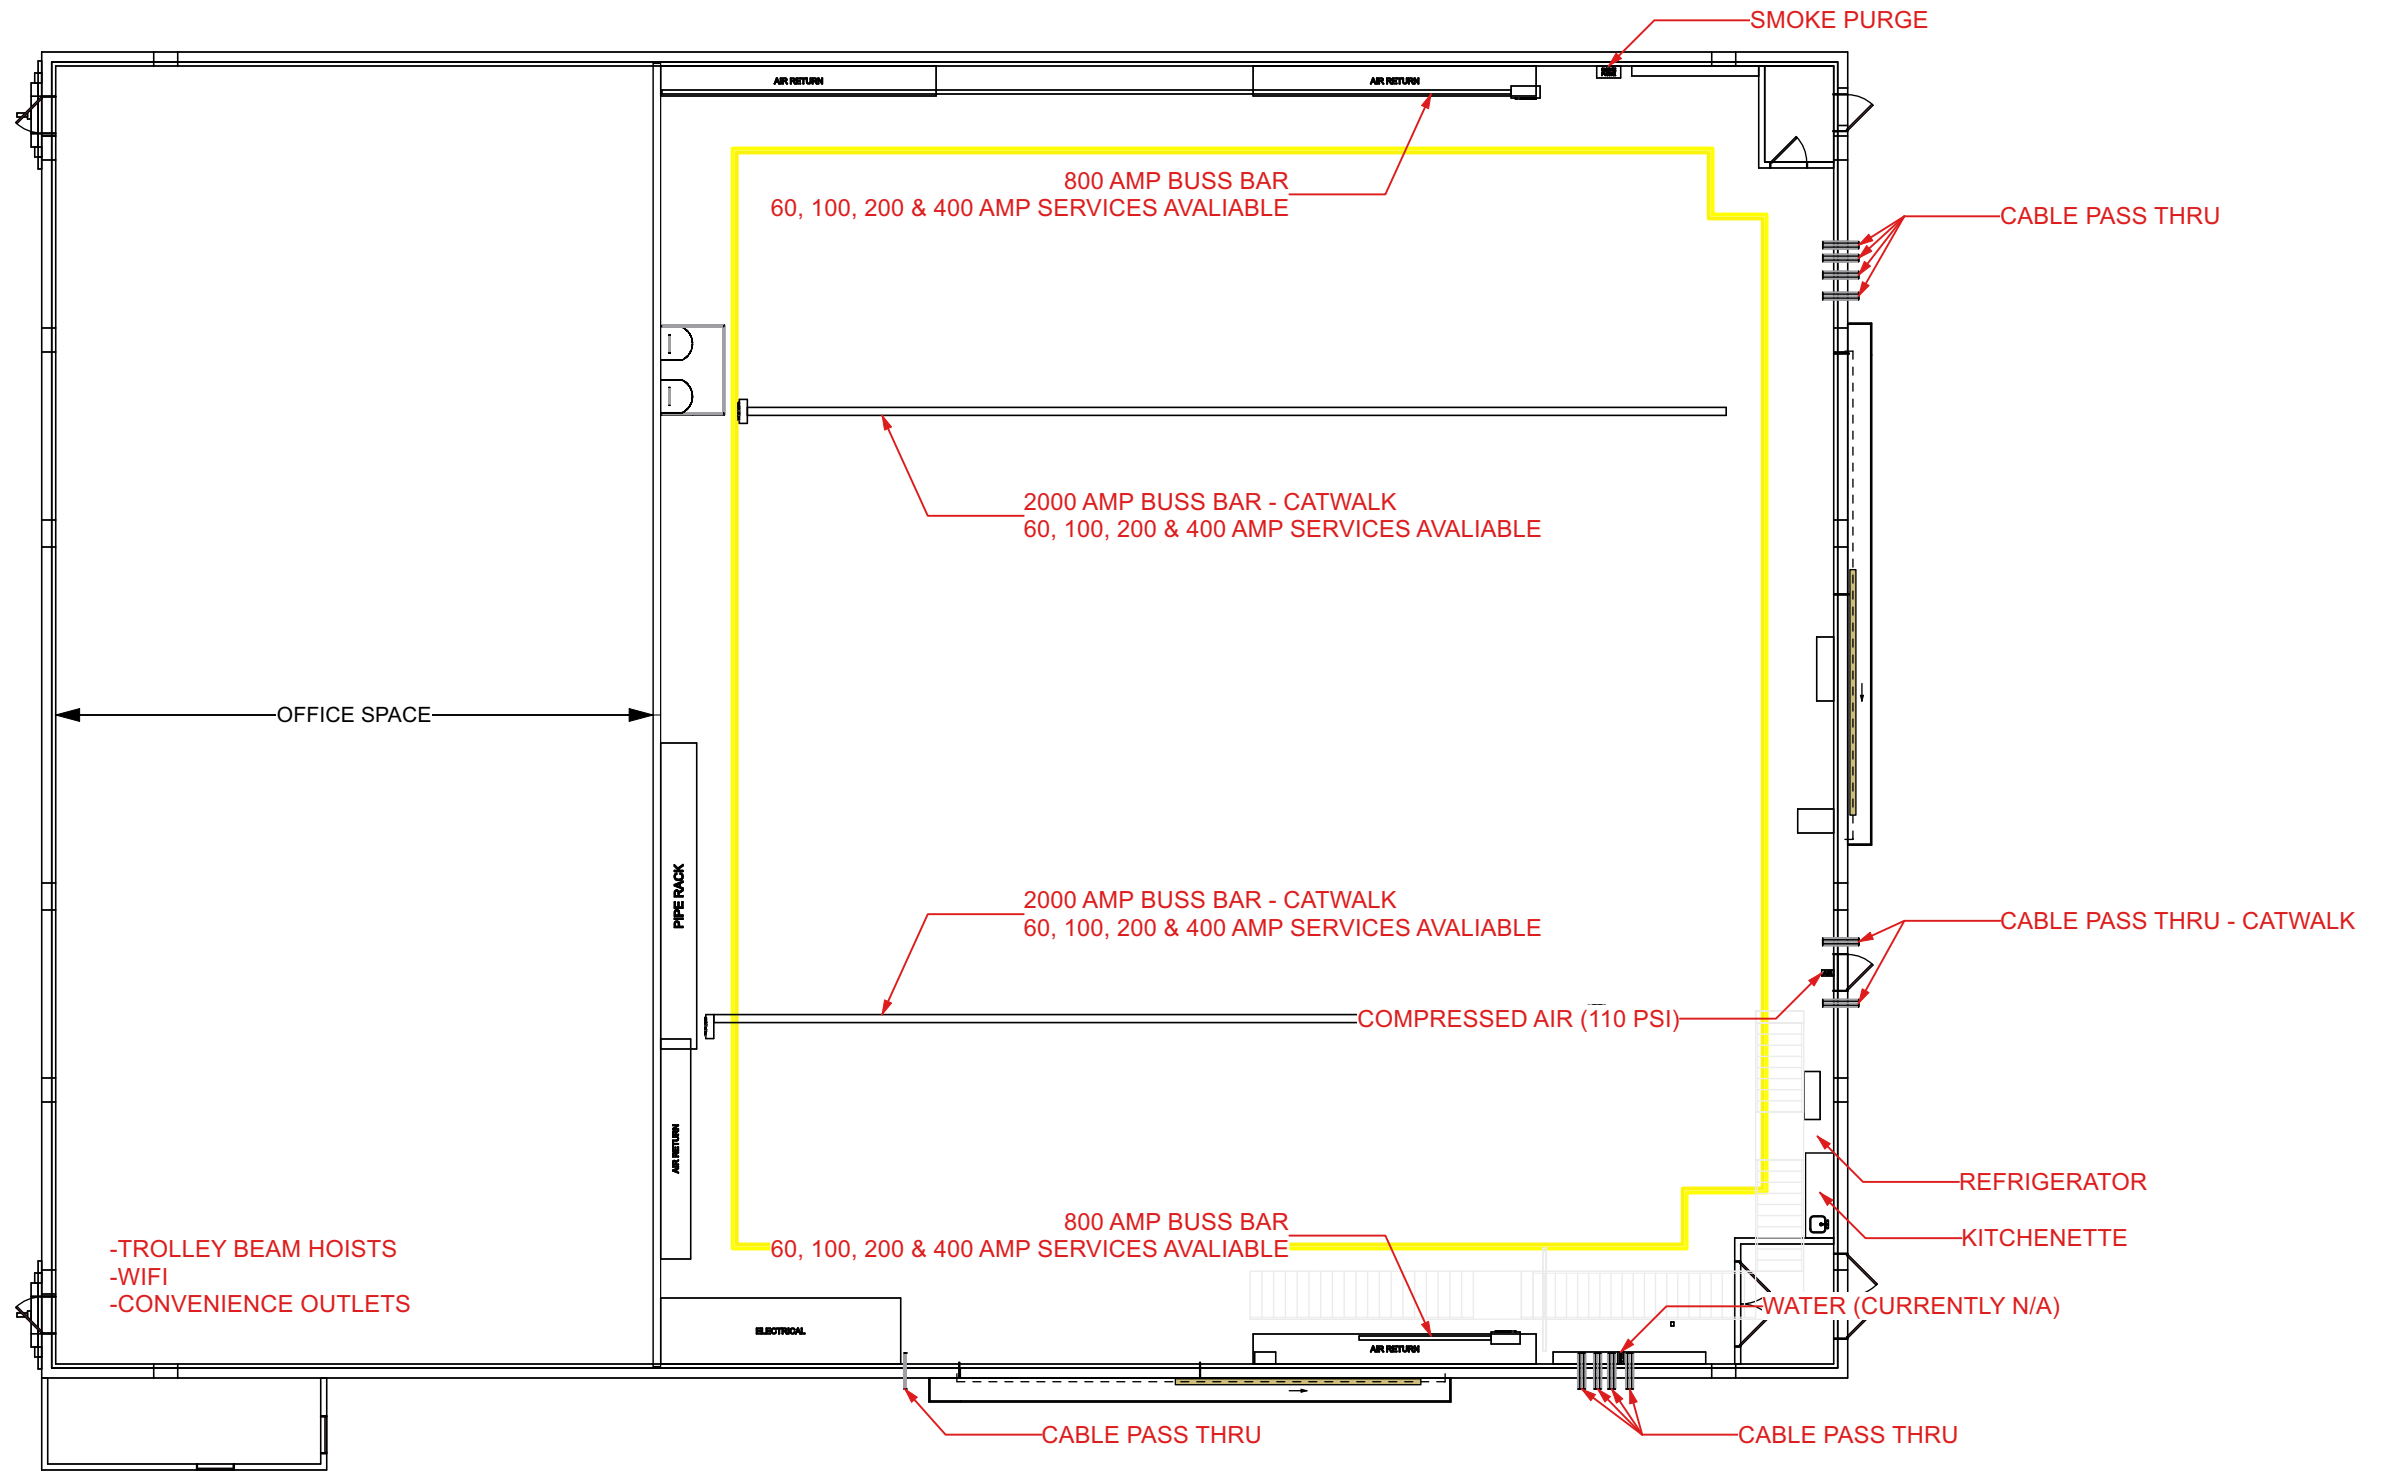 SMOKE PURGE
AIR RETURN
AIR RETURN
800 AMP BUSS BAR
60, 100, 200 & 400 AMP SERVICES AVALIABLE
CABLE PASS THRU
2000 AMP BUSS BAR - CATWALK
60, 100, 200 & 400 AMP SERVICES AVALIABLE
OFFICE SPACE
PIPE RACK
2000 AMP BUSS BAR - CATWALK
60, 100, 200 & 400 AMP SERVICES AVALIABLE
CABLE PASS THRU - CATWALK
COMPRESSED AIR (110 PSI)
AIR RETURN
REFRIGERATOR
KITCHENETTE
800 AMP BUSS BAR
60, 100, 200 & 400 AMP SERVICES AVALIABLE
-TROLLEY BEAM HOISTS
-WIFI
-CONVENIENCE OUTLETS
WATER (CURRENTLY N/A)
ELECTRICAL
AIR RETURN
CABLE PASS THRU
CABLE PASS THRU